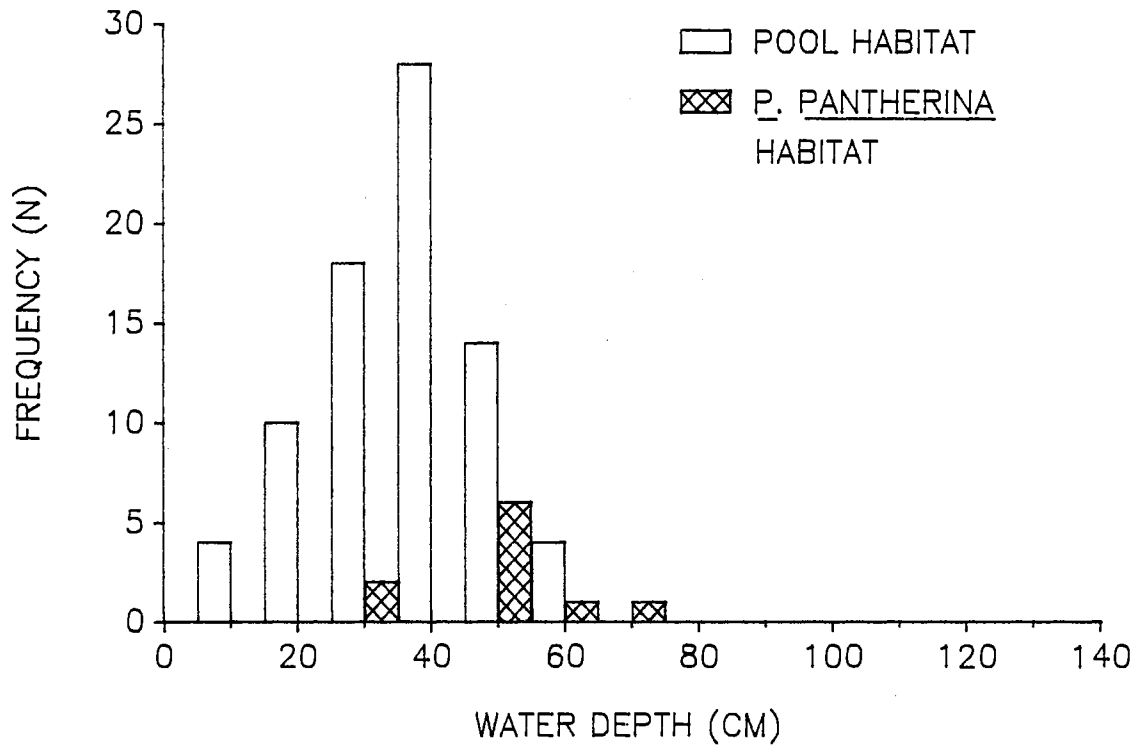 30
25
20
15
10
5
0
FREQUENCY (N)
POOL HABITAT
P. PANTHERINA
HABITAT
0 20 40 60 80 100 120 140
WATER DEPTH (CM)